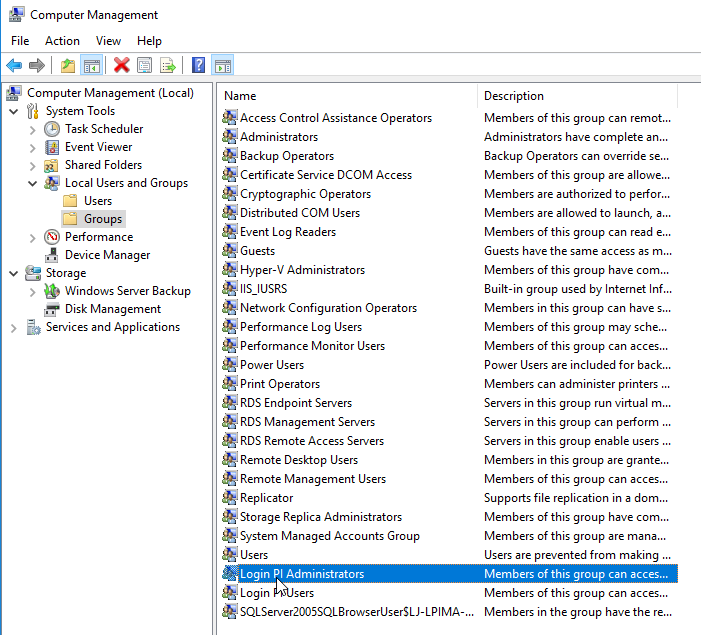 Computer Management
File Action View Help
Computer Management (Local)
System Tools
Task Scheduler
Event Viewer
Shared Folders
Local Users and Groups
Users
Groups
Performance
Device Manager
Storage
Windows Server Backup
Disk Management
Services and Applications
Name Description
Access Control Assistance Operators Members of this group can remot...
Administrators Administrators have complete an...
Backup Operators Backup Operators can override se...
Certificate Service DCOM Access Members of this group are allowe...
Cryptographic Operators Members are authorized to perfor...
Distributed COM Users Members are allowed to launch, a...
Event Log Readers Members of this group can read e...
Guests Guests have the same access as m...
Hyper-V Administrators Members of this group have com...
IIS_IUSRS Built-in group used by Internet Inf...
Network Configuration Operators Members in this group can have s...
Performance Log Users Members of this group may sche...
Performance Monitor Users Members of this group can acces...
Power Users Power Users are included for back...
Print Operators Members can administer printers ...
RDS Endpoint Servers Servers in this group run virtual m...
RDS Management Servers Servers in this group can perform ...
RDS Remote Access Servers Servers in this group enable users ...
Remote Desktop Users Members in this group are grante...
Remote Management Users Members of this group can acces...
Replicator Supports file replication in a dom...
Storage Replica Administrators Members of this group have com...
System Managed Accounts Group Members of this group are mana...
Users Users are prevented from making ...
Login PI Administrators Members of this group can acces...
Login PI Users Members of this group can acces...
SQLServer2005SQLBrowserUser$LJ-LPIMA-... Members in the group have the re...